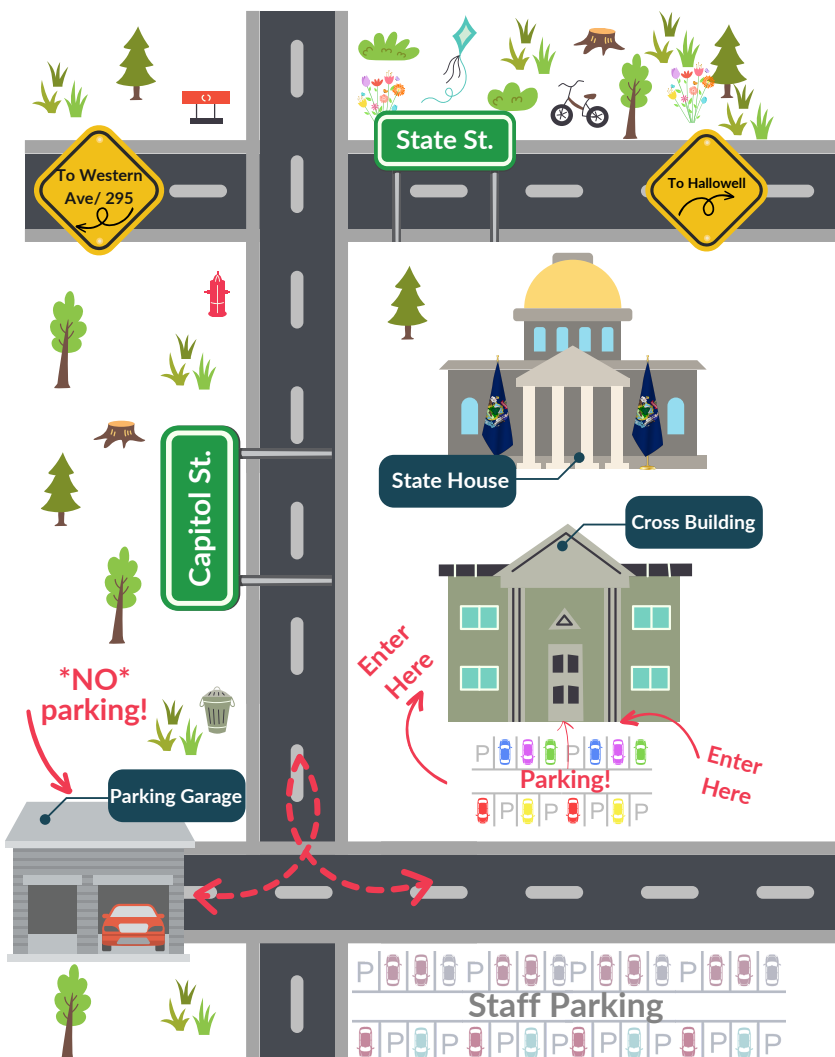 State St.
To Western
Ave/ 295
To Hallowell
Capitol St.
State House
Cross Building
Enter
Here
*NO*
parking!
Parking Garage
P P
Parking!
P P P P
Enter
Here
P P P P
Staff Parking
P P P P P P